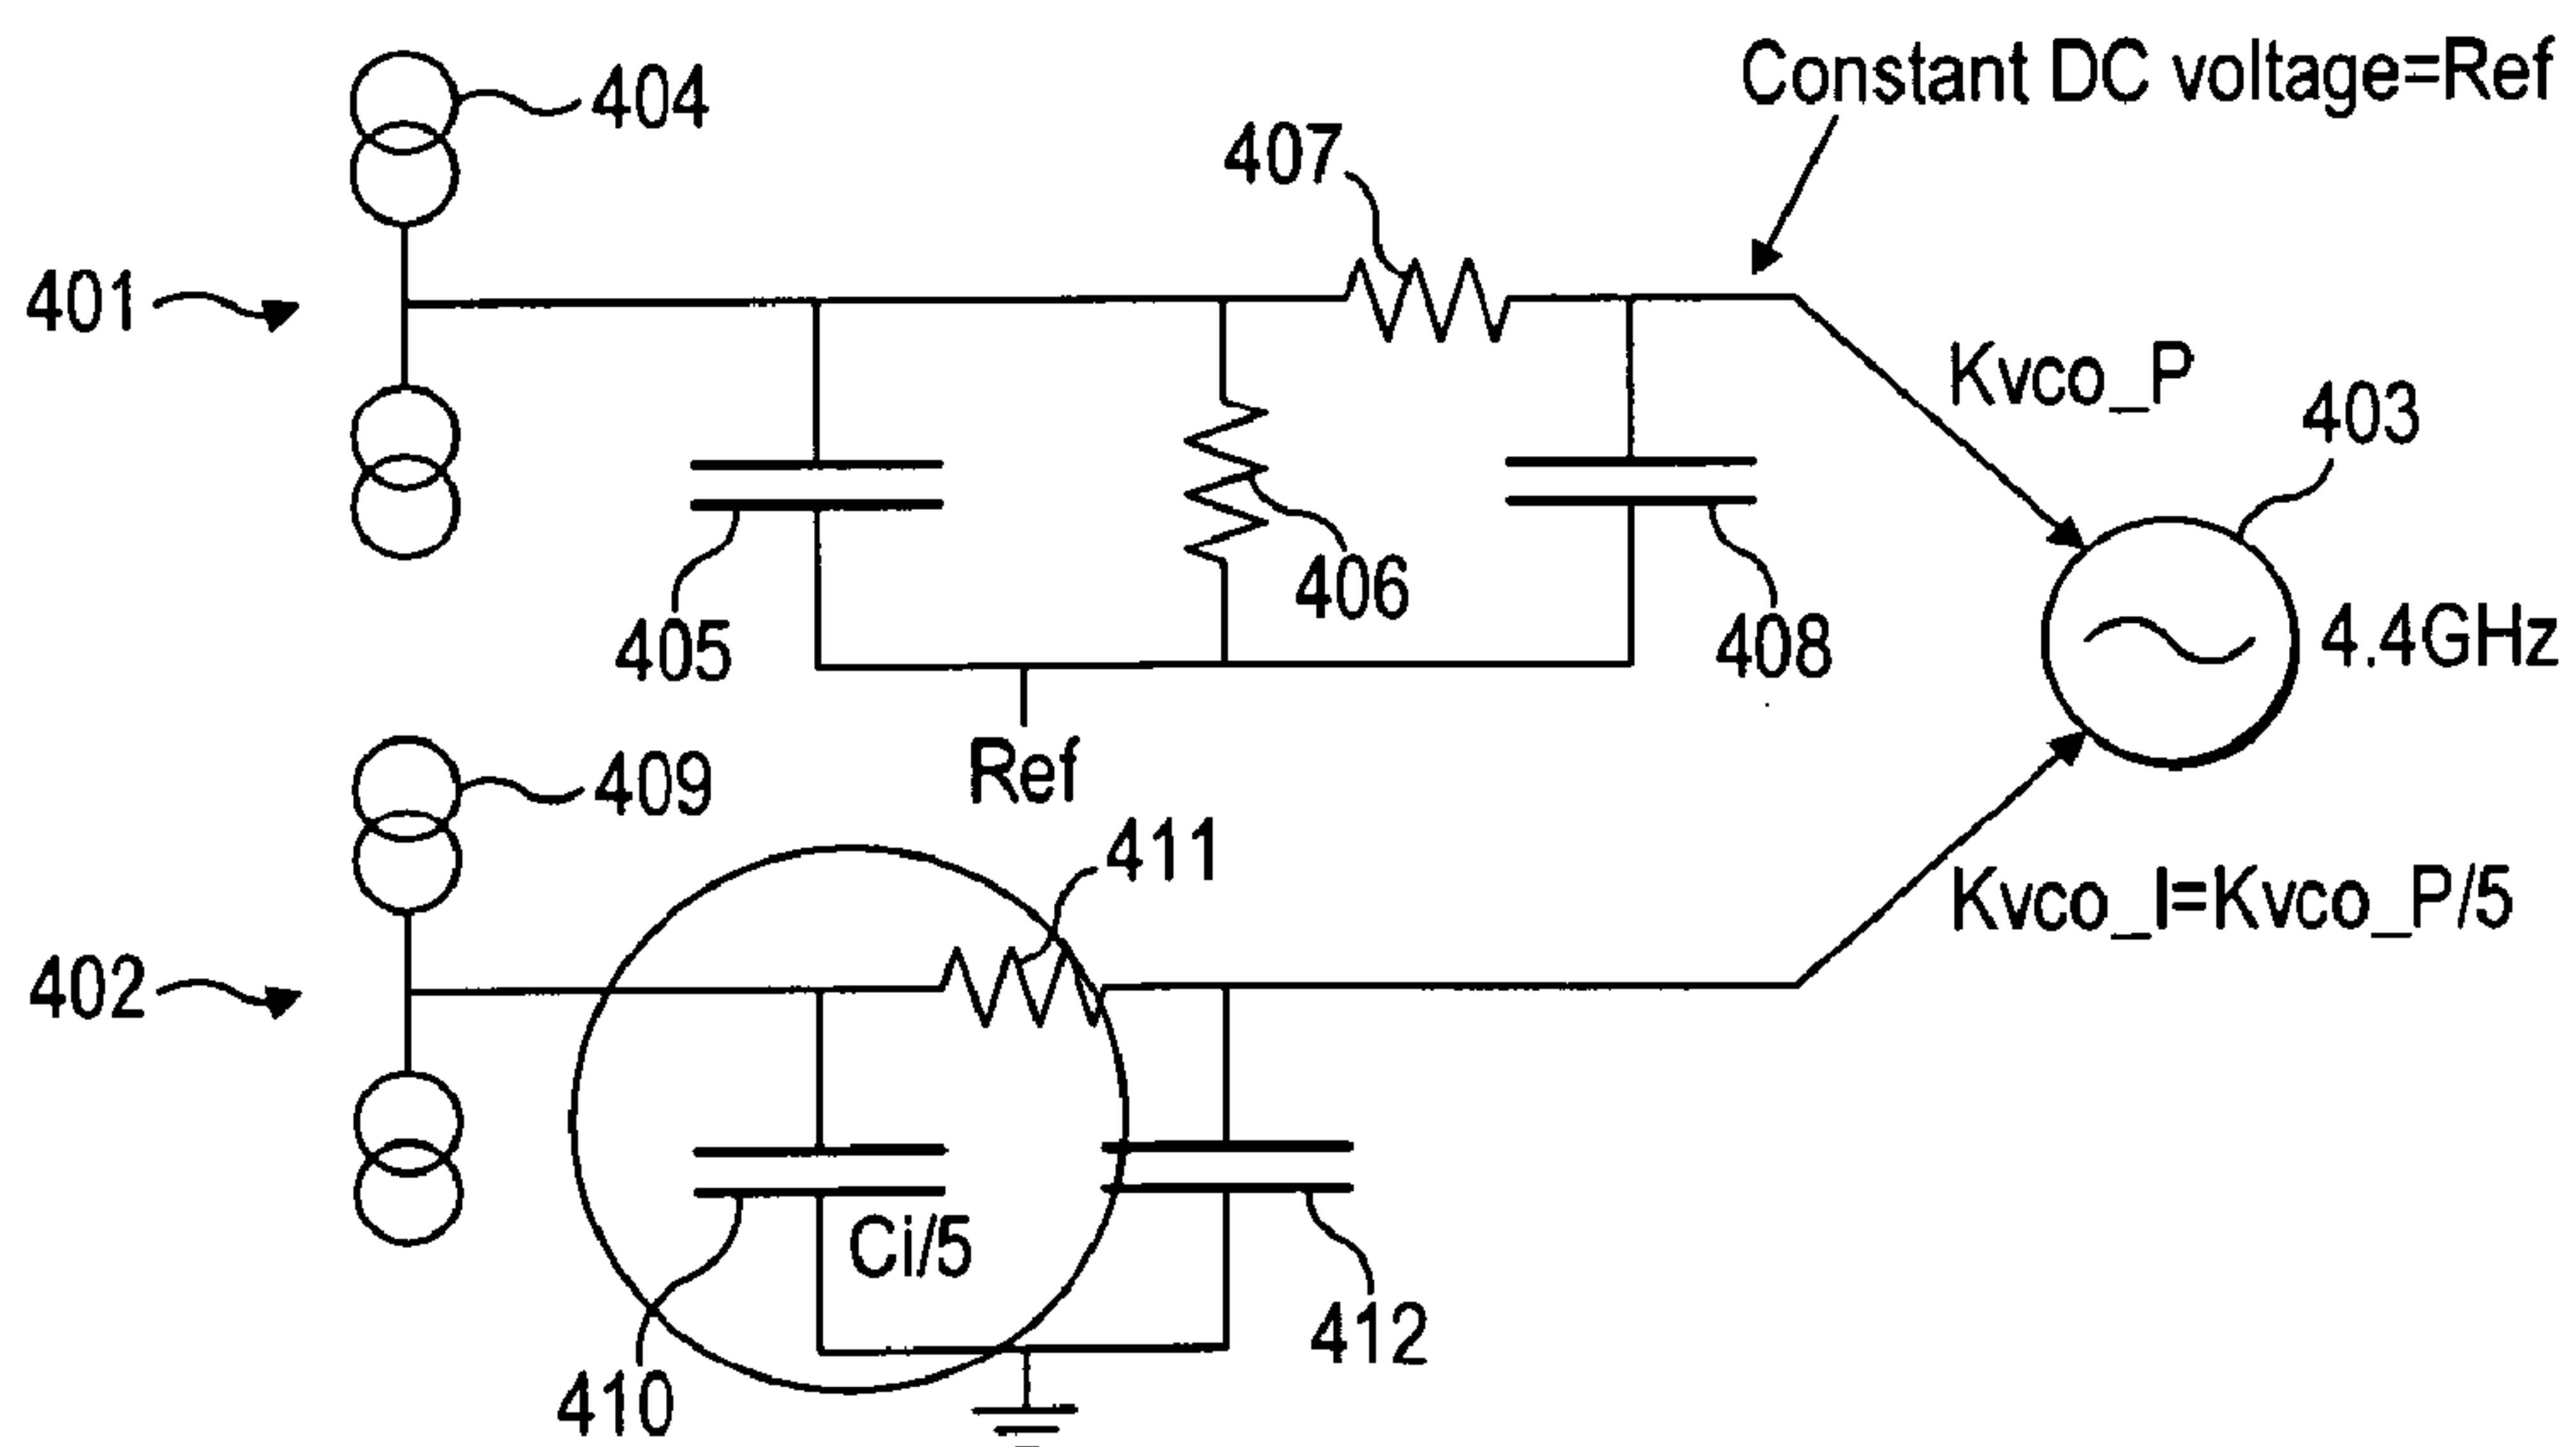 404
Constant DC voltage=Ref
407
401
Kvco_P
403
405
406
408
4.4GHz
Ref
409
411
Kvco_I=Kvco_P/5
402
Ci/5
412
410